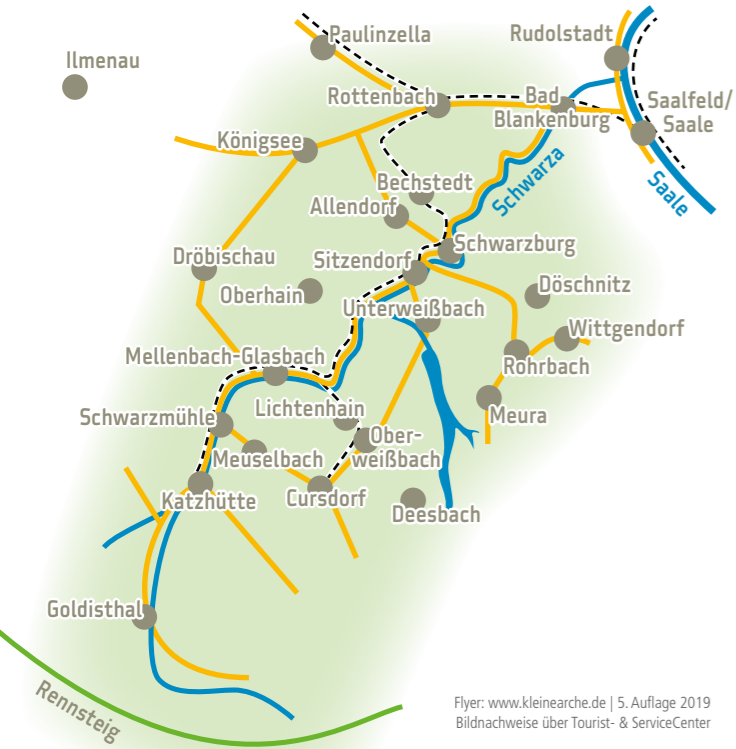 Paulinzella
Rudolstadt
Ilmenau
Rottenbach
Bad
Blankenburg
Saalfeld/
Saale
Königsee
Schwarza
Saale
Bechstedt
Allendorf
Schwarzburg
Dröbischau
Sitzendorf
Oberhain
Döschnitz
Unterweißbach
Wittgendorf
Mellenbach-Glasbach
Rohrbach
Schwarzmühle
Lichtenhain
Meura
Ober-
weißbach
Meuselbach
Katzhütte
Cursdorf
Deesbach
Goldisthal
Rennsteig
Flyer: www.kleinearche.de | 5. Auflage 2019
Bildnachweise über Tourist- & ServiceCenter